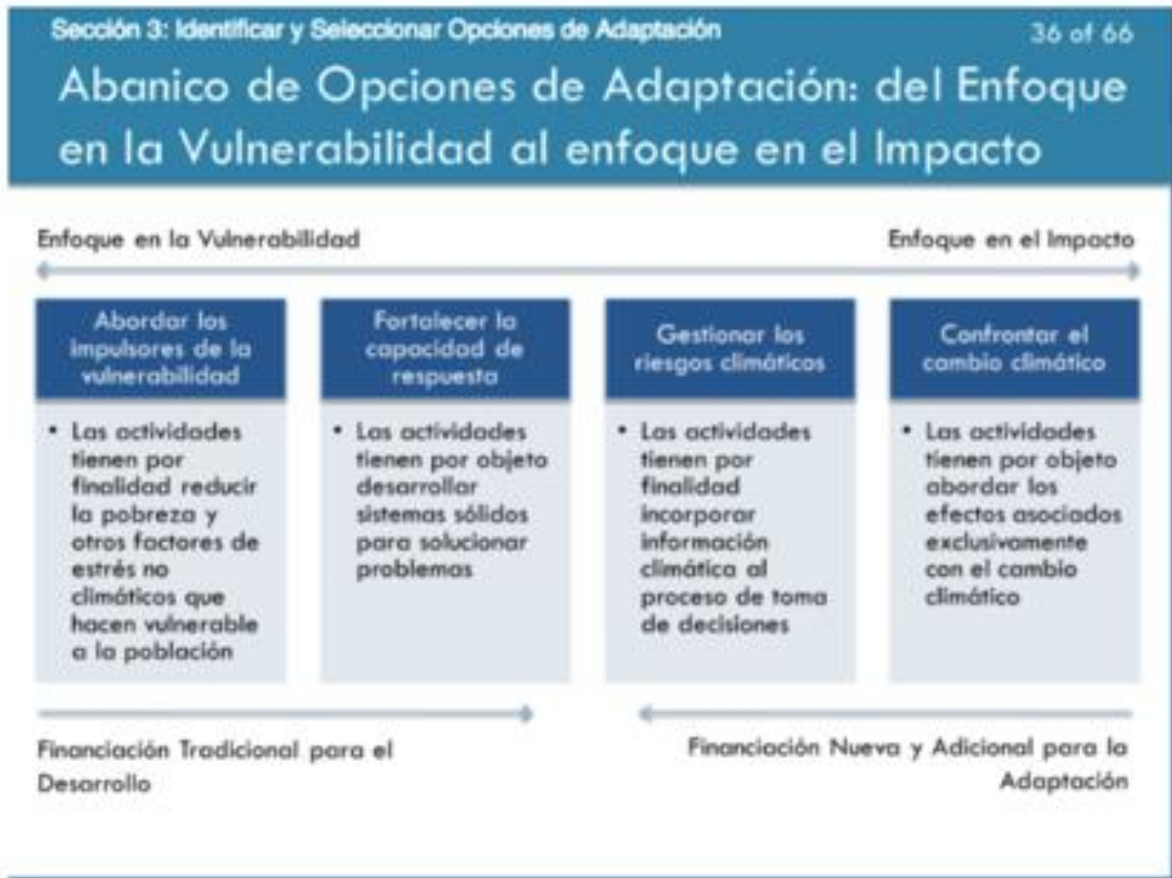 Sección 3: Identificar y Seleccionar Opciones de Adaptación
36 of 66
Abanico de Opciones de Adaptación: del Enfoque
en la Vulnerabilidad al enfoque en el Impacto
Enfoque en la Vulnerabilidad
Enfoque en el Impacto
Abordar los
impulsores de la
vulnerabilidad
• Las actividades
tienen por
finalidad reducir
la pobreza y
otros factores de
estrés no
climáticos que
hacen vulnerable
a la población
Fortalecer la
capacidad de
respuesta
• Las actividades
tienen por objeto
desarrollar
sistemas sólidos
para solucionar
problemas
Gestionar los
riesgos climáticos
• Las actividades
tienen por
finalidad
incorporar
información
climática al
proceso de toma
de decisiones
Confrontar el
cambio climático
• Las actividades
tienen por objeto
abordar los
efectos asociados
exclusivamente
con el cambio
climático
Financiación Tradicional para el
Desarrollo
Financiación Nueva y Adicional para la
Adaptación